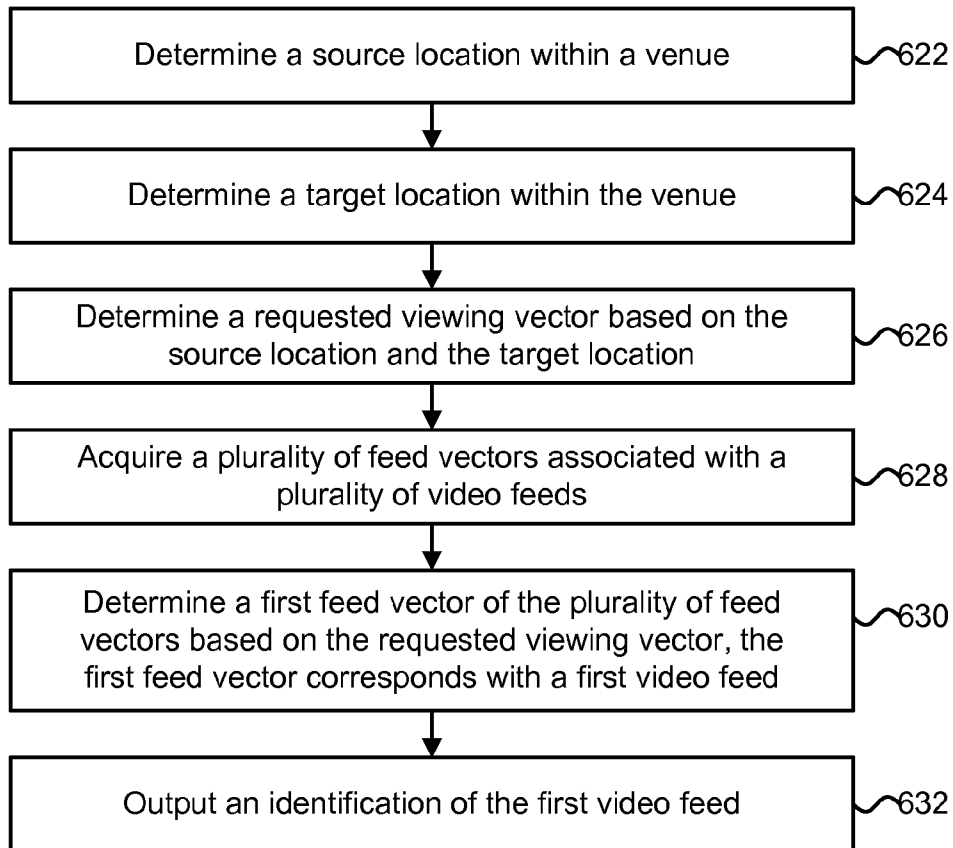 Determine a source location within a venue
622
Determine a target location within the venue
624
Determine a requested viewing vector based on the
source location and the target location
626
Acquire a plurality of feed vectors associated with a
plurality of video feeds
628
Determine a first feed vector of the plurality of feed
vectors based on the requested viewing vector, the
first feed vector corresponds with a first video feed
630
Output an identification of the first video feed
632